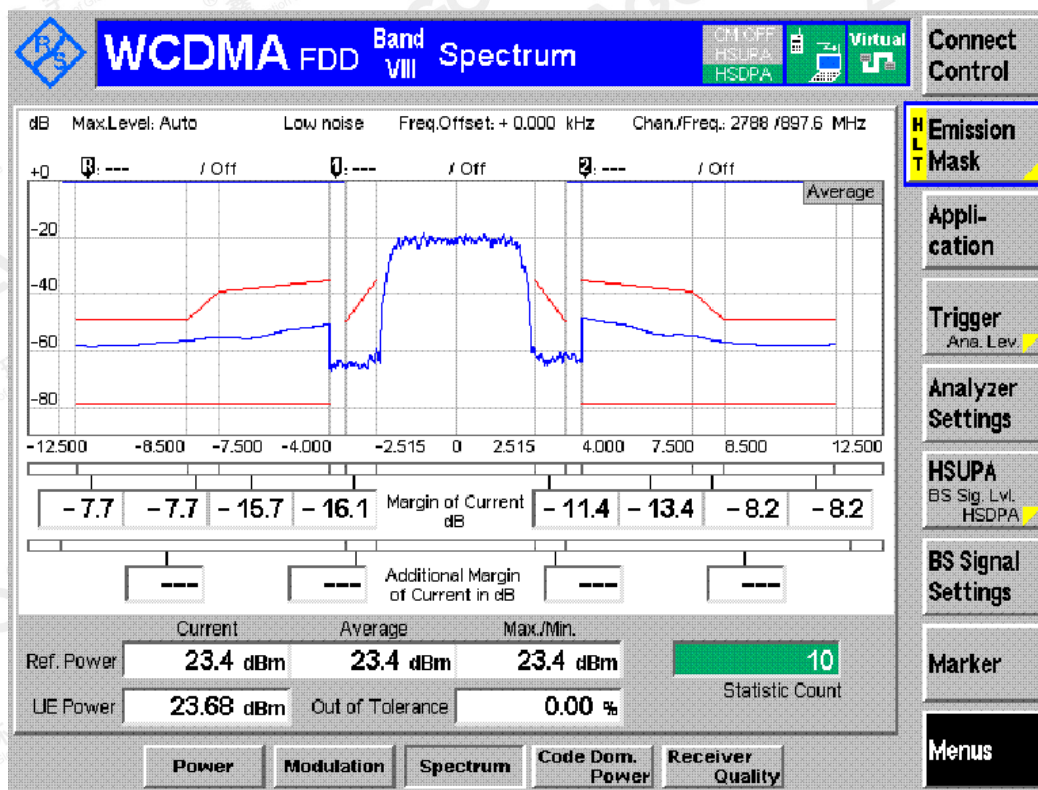 R&S WCDMA FDD Band VIII Spectrum
CM OFF
HSUPA
HSDPA
Virtual
Connect Control
dB Max.Level: Auto Low noise Freq.Offset: + 0.000 kHz Chan./Freq.: 2788 /897.6 MHz
HLT Emission Mask
R: --- / Off 1: --- / Off 2: --- / Off
+0
Average
-20
-40
-60
-80
-12.500 -8.500 -7.500 -4.000 -2.515 0 2.515 4.000 7.500 8.500 12.500
-7.7 -7.7 -15.7 -16.1 Margin of Current dB -11.4 -13.4 -8.2 -8.2
--- --- Additional Margin of Current in dB --- ---
Current Average Max./Min.
Ref. Power 23.4 dBm 23.4 dBm 23.4 dBm 10
Statistic Count
UE Power 23.68 dBm Out of Tolerance 0.00 %
Appli-
cation
Trigger
Ana. Lev.
Analyzer
Settings
HSUPA
BS Sig. Lvl.
HSDPA
BS Signal
Settings
Marker
Menus
Power Modulation Spectrum Code Dom. Power Receiver Quality